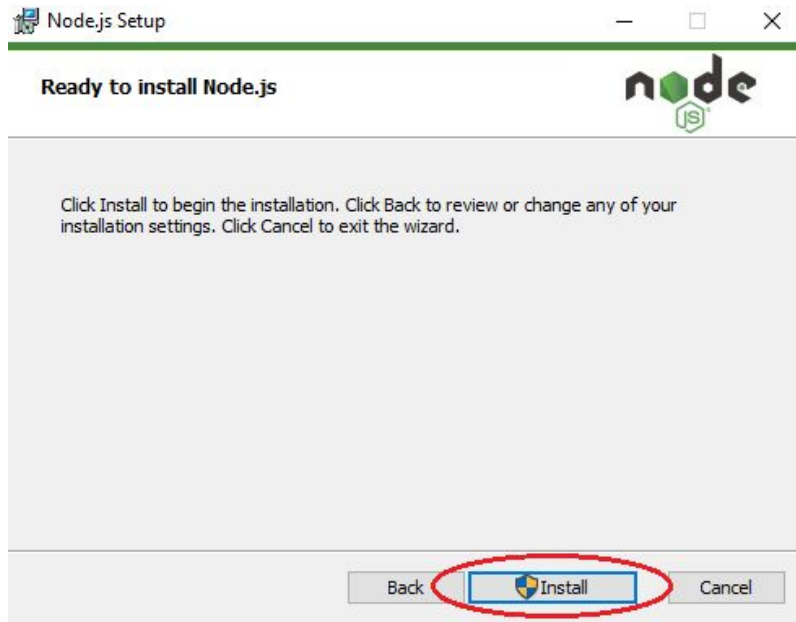 Node.js Setup
Ready to install Node.js
node
JS
Click Install to begin the installation. Click Back to review or change any of your
installation settings. Click Cancel to exit the wizard.
Back
Install
Cancel